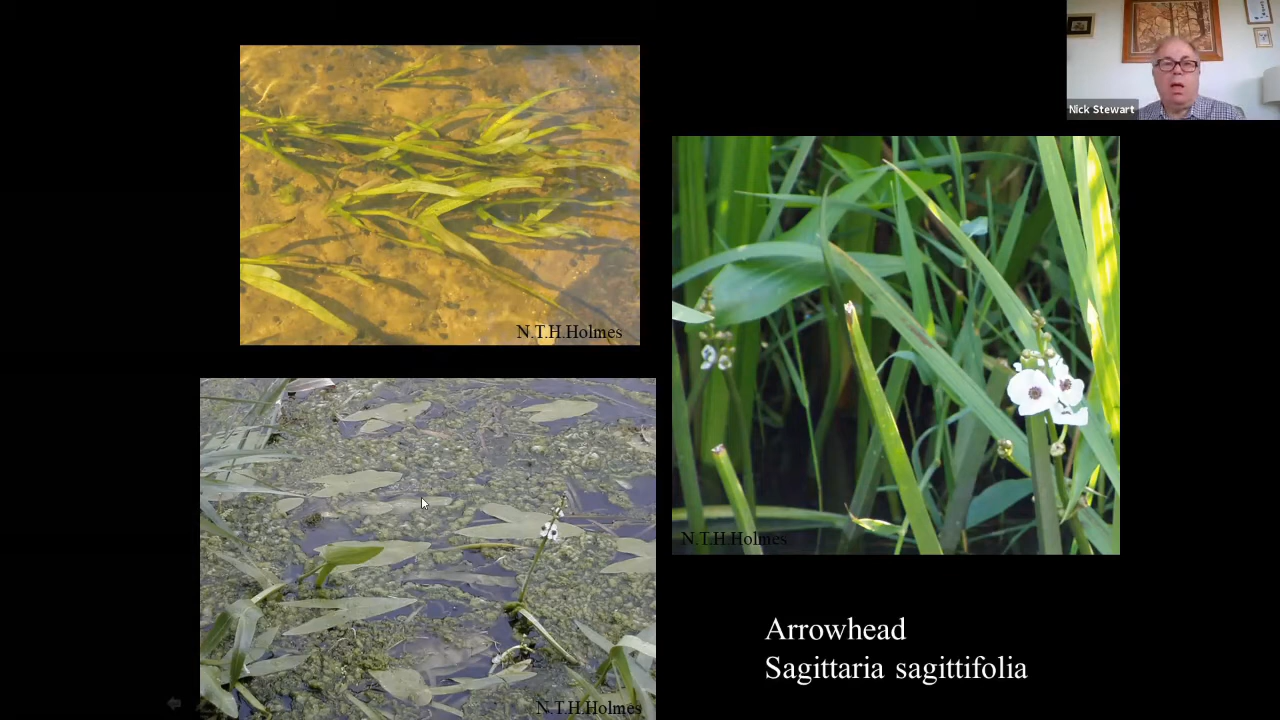 Nick Stewart
N.T.H.Holmes
N.T.H Holmes
N.T.H.Holmes
Arrowhead
Sagittaria sagittifolia